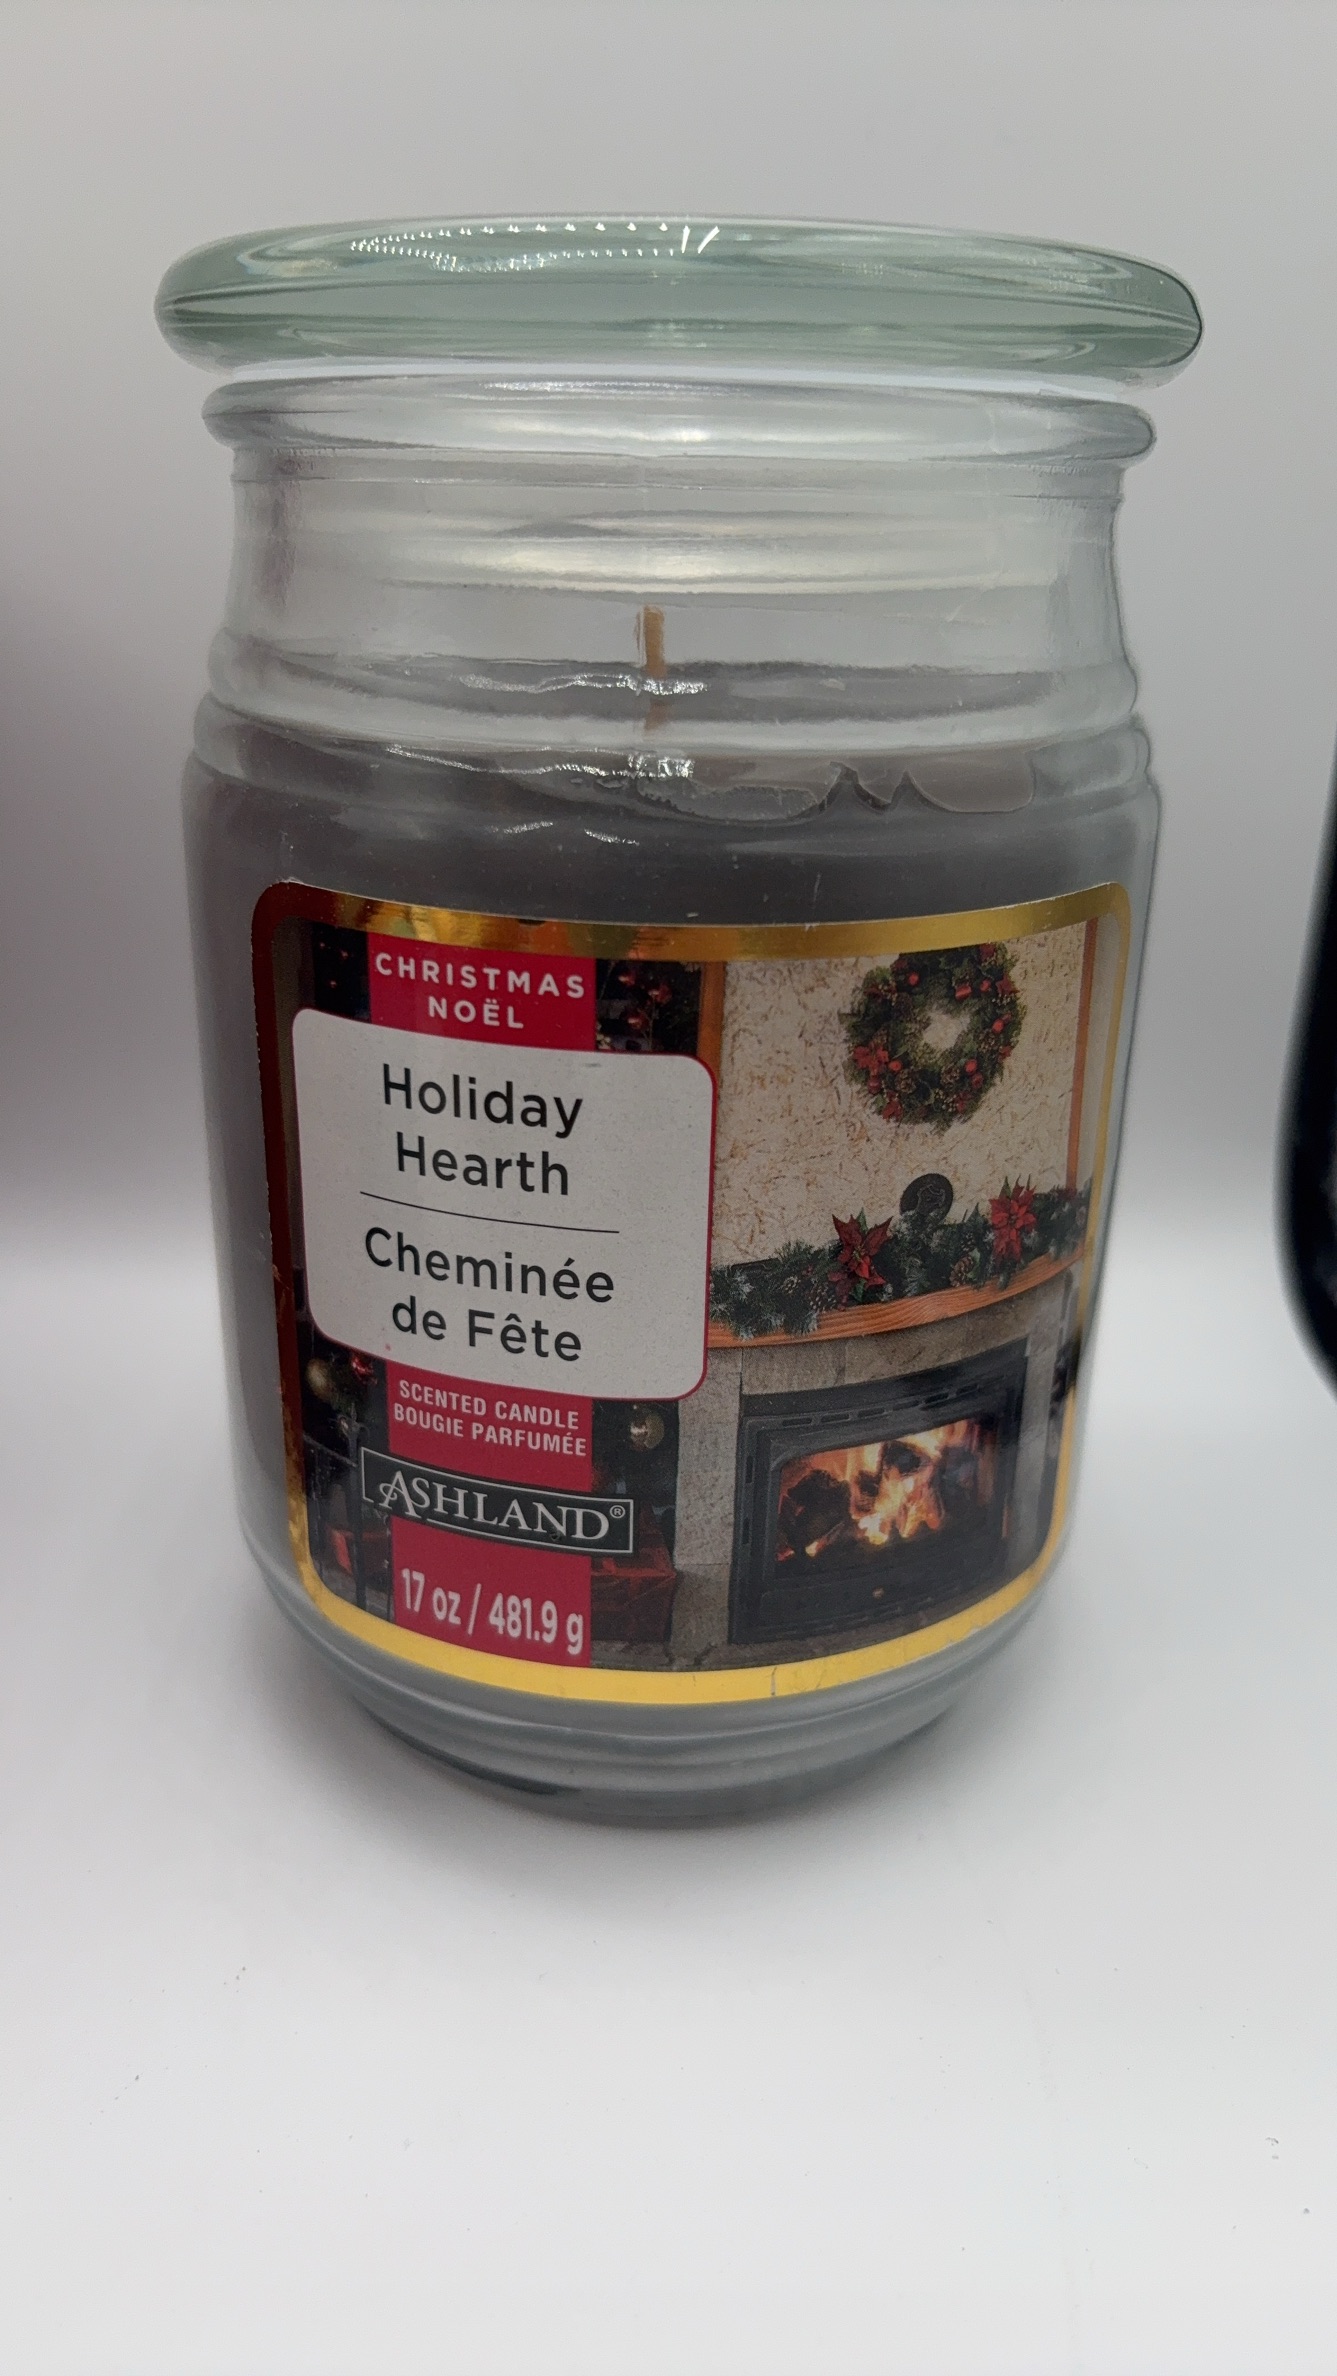 CHRISTMAS
NOËL
Holiday
Hearth
Cheminée
de Fête
SCENTED CANDLE
BOUGIE PARFUMÉE
ASHLAND®
17 oz / 481.9 g